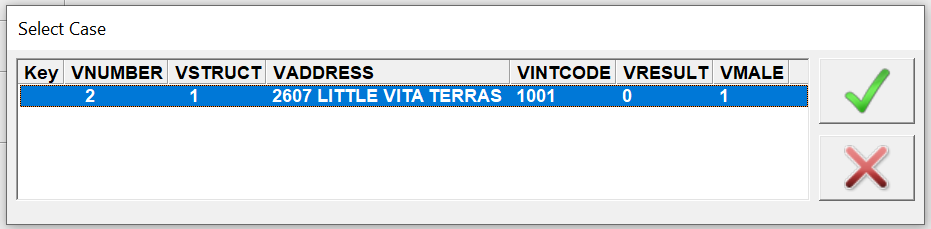 Select Case
Key VNUMBER VSTRUCT VADDRESS VINTCODE VRESULT VMALE
2 1 2607 LITTLE VITA TERRAS 1001 0 1